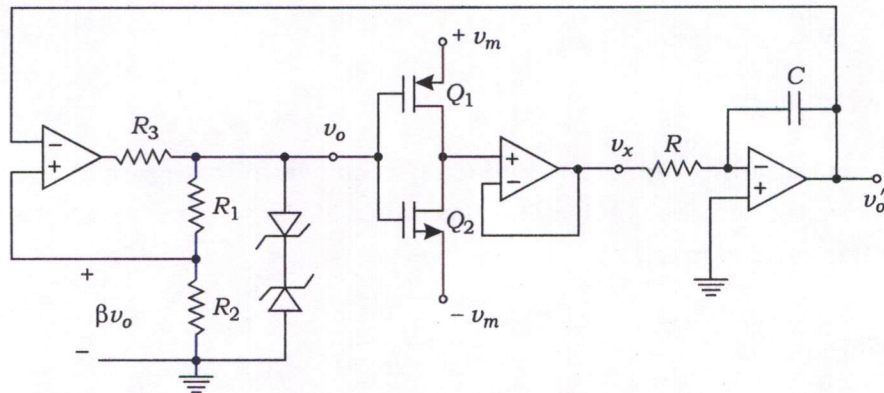 + v_m
C
Q_1
R_3
v_o
v_x
R
−
+
+
−
−
+
v_o′
R_1
Q_2
+
βv_o
−
R_2
− v_m